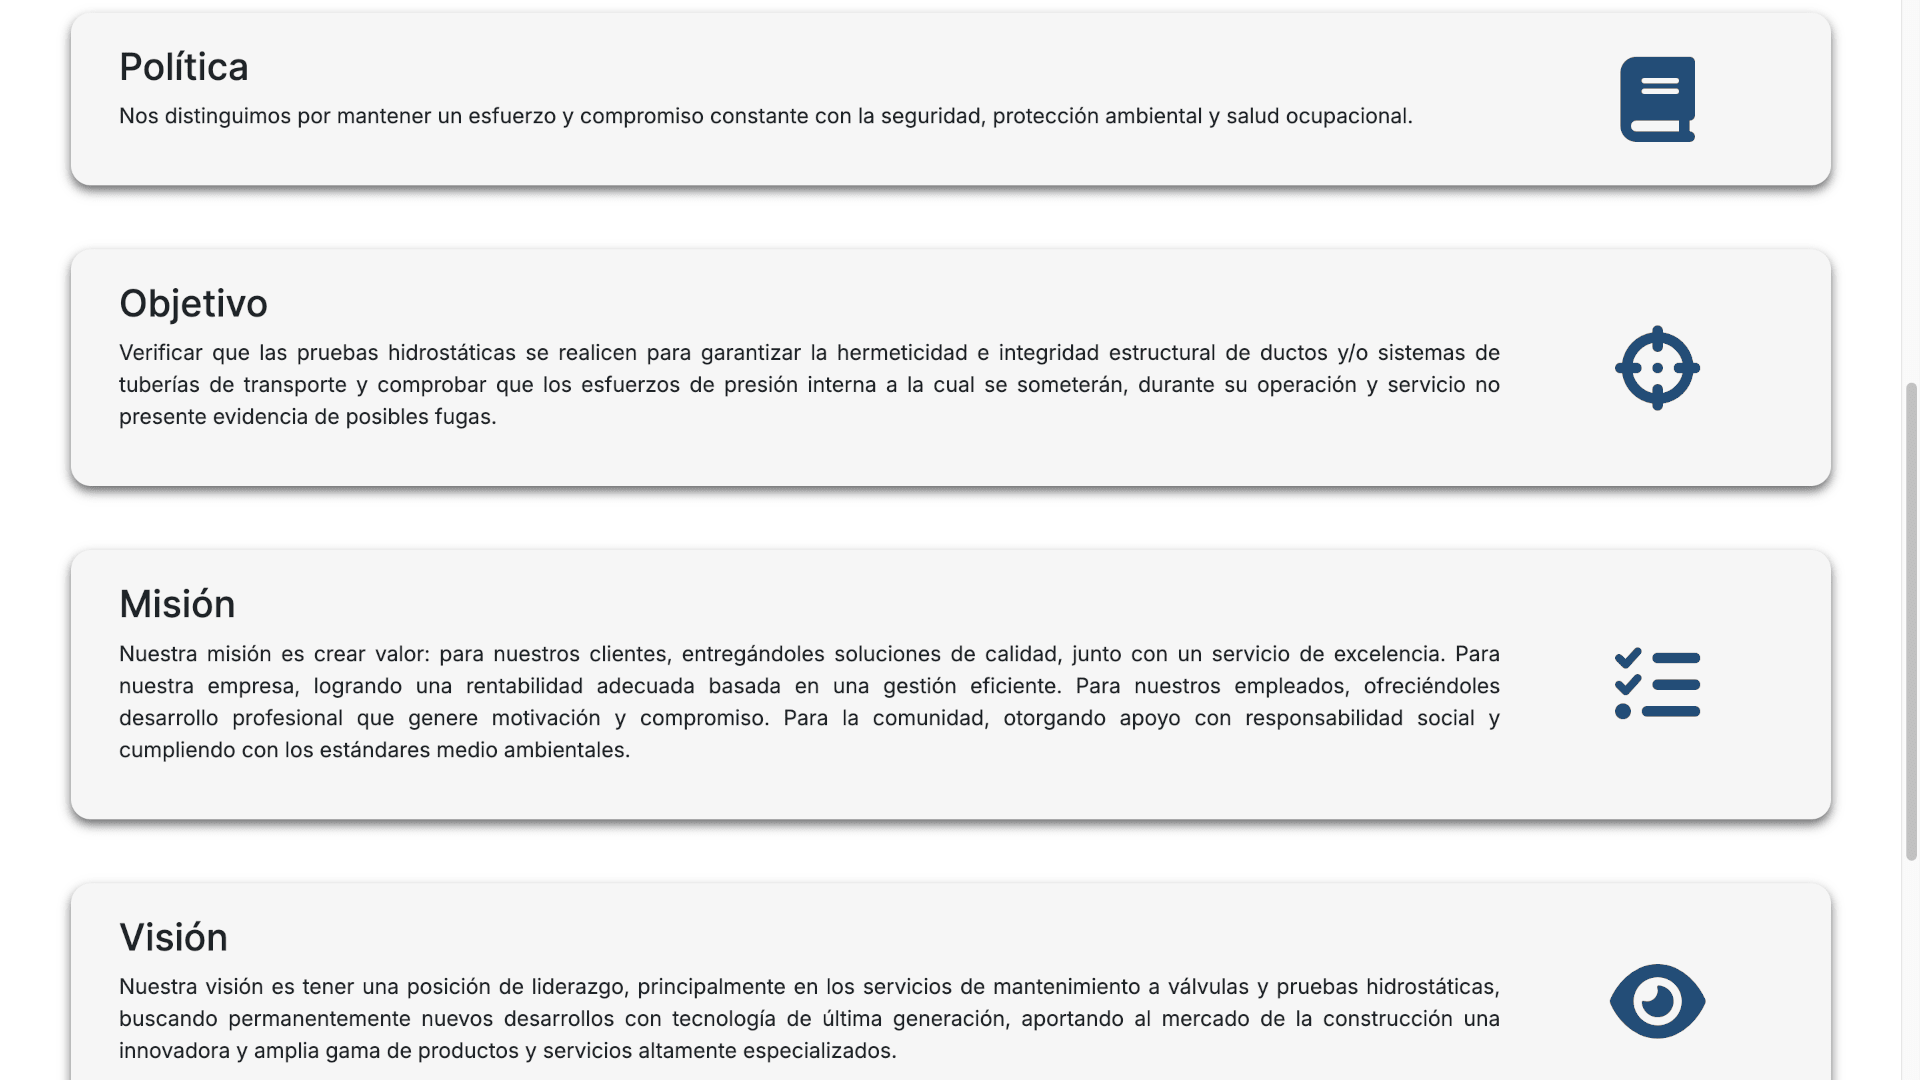 Política
Nos distinguimos por mantener un esfuerzo y compromiso constante con la seguridad, protección ambiental y salud ocupacional.
Objetivo
Verificar que las pruebas hidrostáticas se realicen para garantizar la hermeticidad e integridad estructural de ductos y/o sistemas de
tuberías de transporte y comprobar que los esfuerzos de presión interna a la cual se someterán, durante su operación y servicio no
presente evidencia de posibles fugas.
Misión
Nuestra misión es crear valor: para nuestros clientes, entregándoles soluciones de calidad, junto con un servicio de excelencia. Para
nuestra empresa, logrando una rentabilidad adecuada basada en una gestión eficiente. Para nuestros empleados, ofreciéndoles
desarrollo profesional que genere motivación y compromiso. Para la comunidad, otorgando apoyo con responsabilidad social y
cumpliendo con los estándares medio ambientales.
Visión
Nuestra visión es tener una posición de liderazgo, principalmente en los servicios de mantenimiento a válvulas y pruebas hidrostáticas,
buscando permanentemente nuevos desarrollos con tecnología de última generación, aportando al mercado de la construcción una
innovadora y amplia gama de productos y servicios altamente especializados.